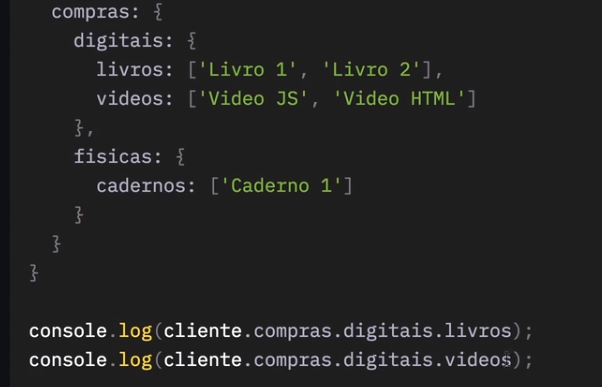 compras: {
digitais: {
livros: ['Livro 1', 'Livro 2'],
videos: ['Video JS', 'Video HTML']
},
fisicas: {
cadernos: ['Caderno 1']
}
}
}
console.log(cliente.compras.digitais.livros);
console.log(cliente.compras.digitais.videos);